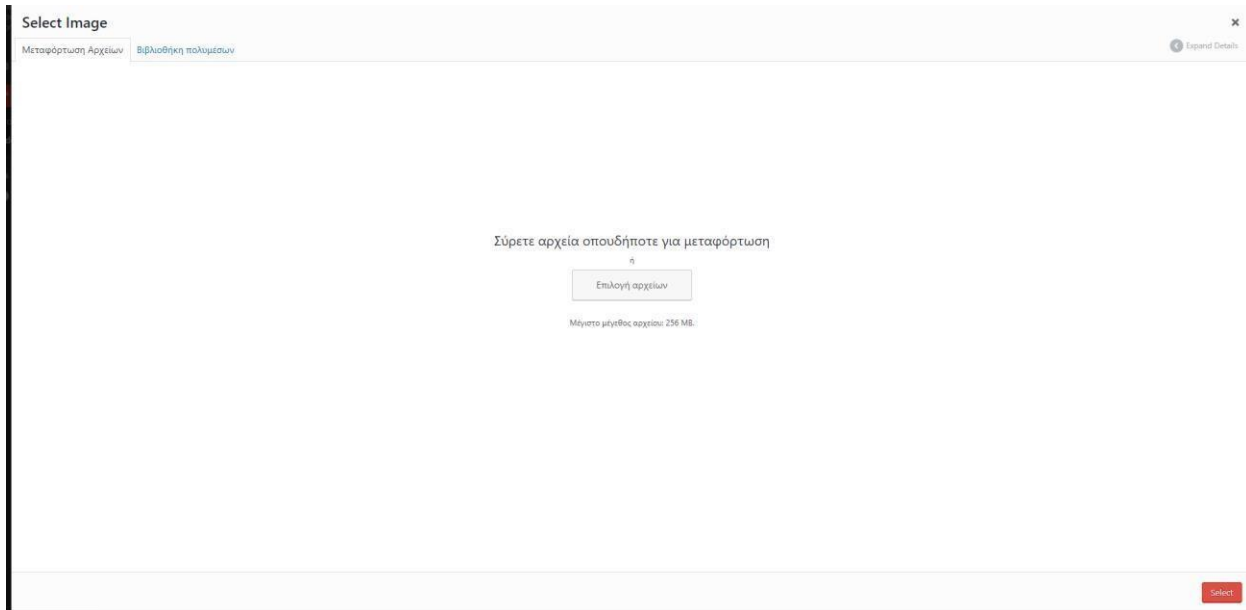 Select Image
Μεταφόρτωση Αρχείων Βιβλιοθήκη πολυμέσων
Expand Details
Σύρετε αρχεία οπουδήποτε για μεταφόρτωση
ή
Επιλογή αρχείων
Μέγιστο μέγεθος αρχείου: 256 MB.
Select